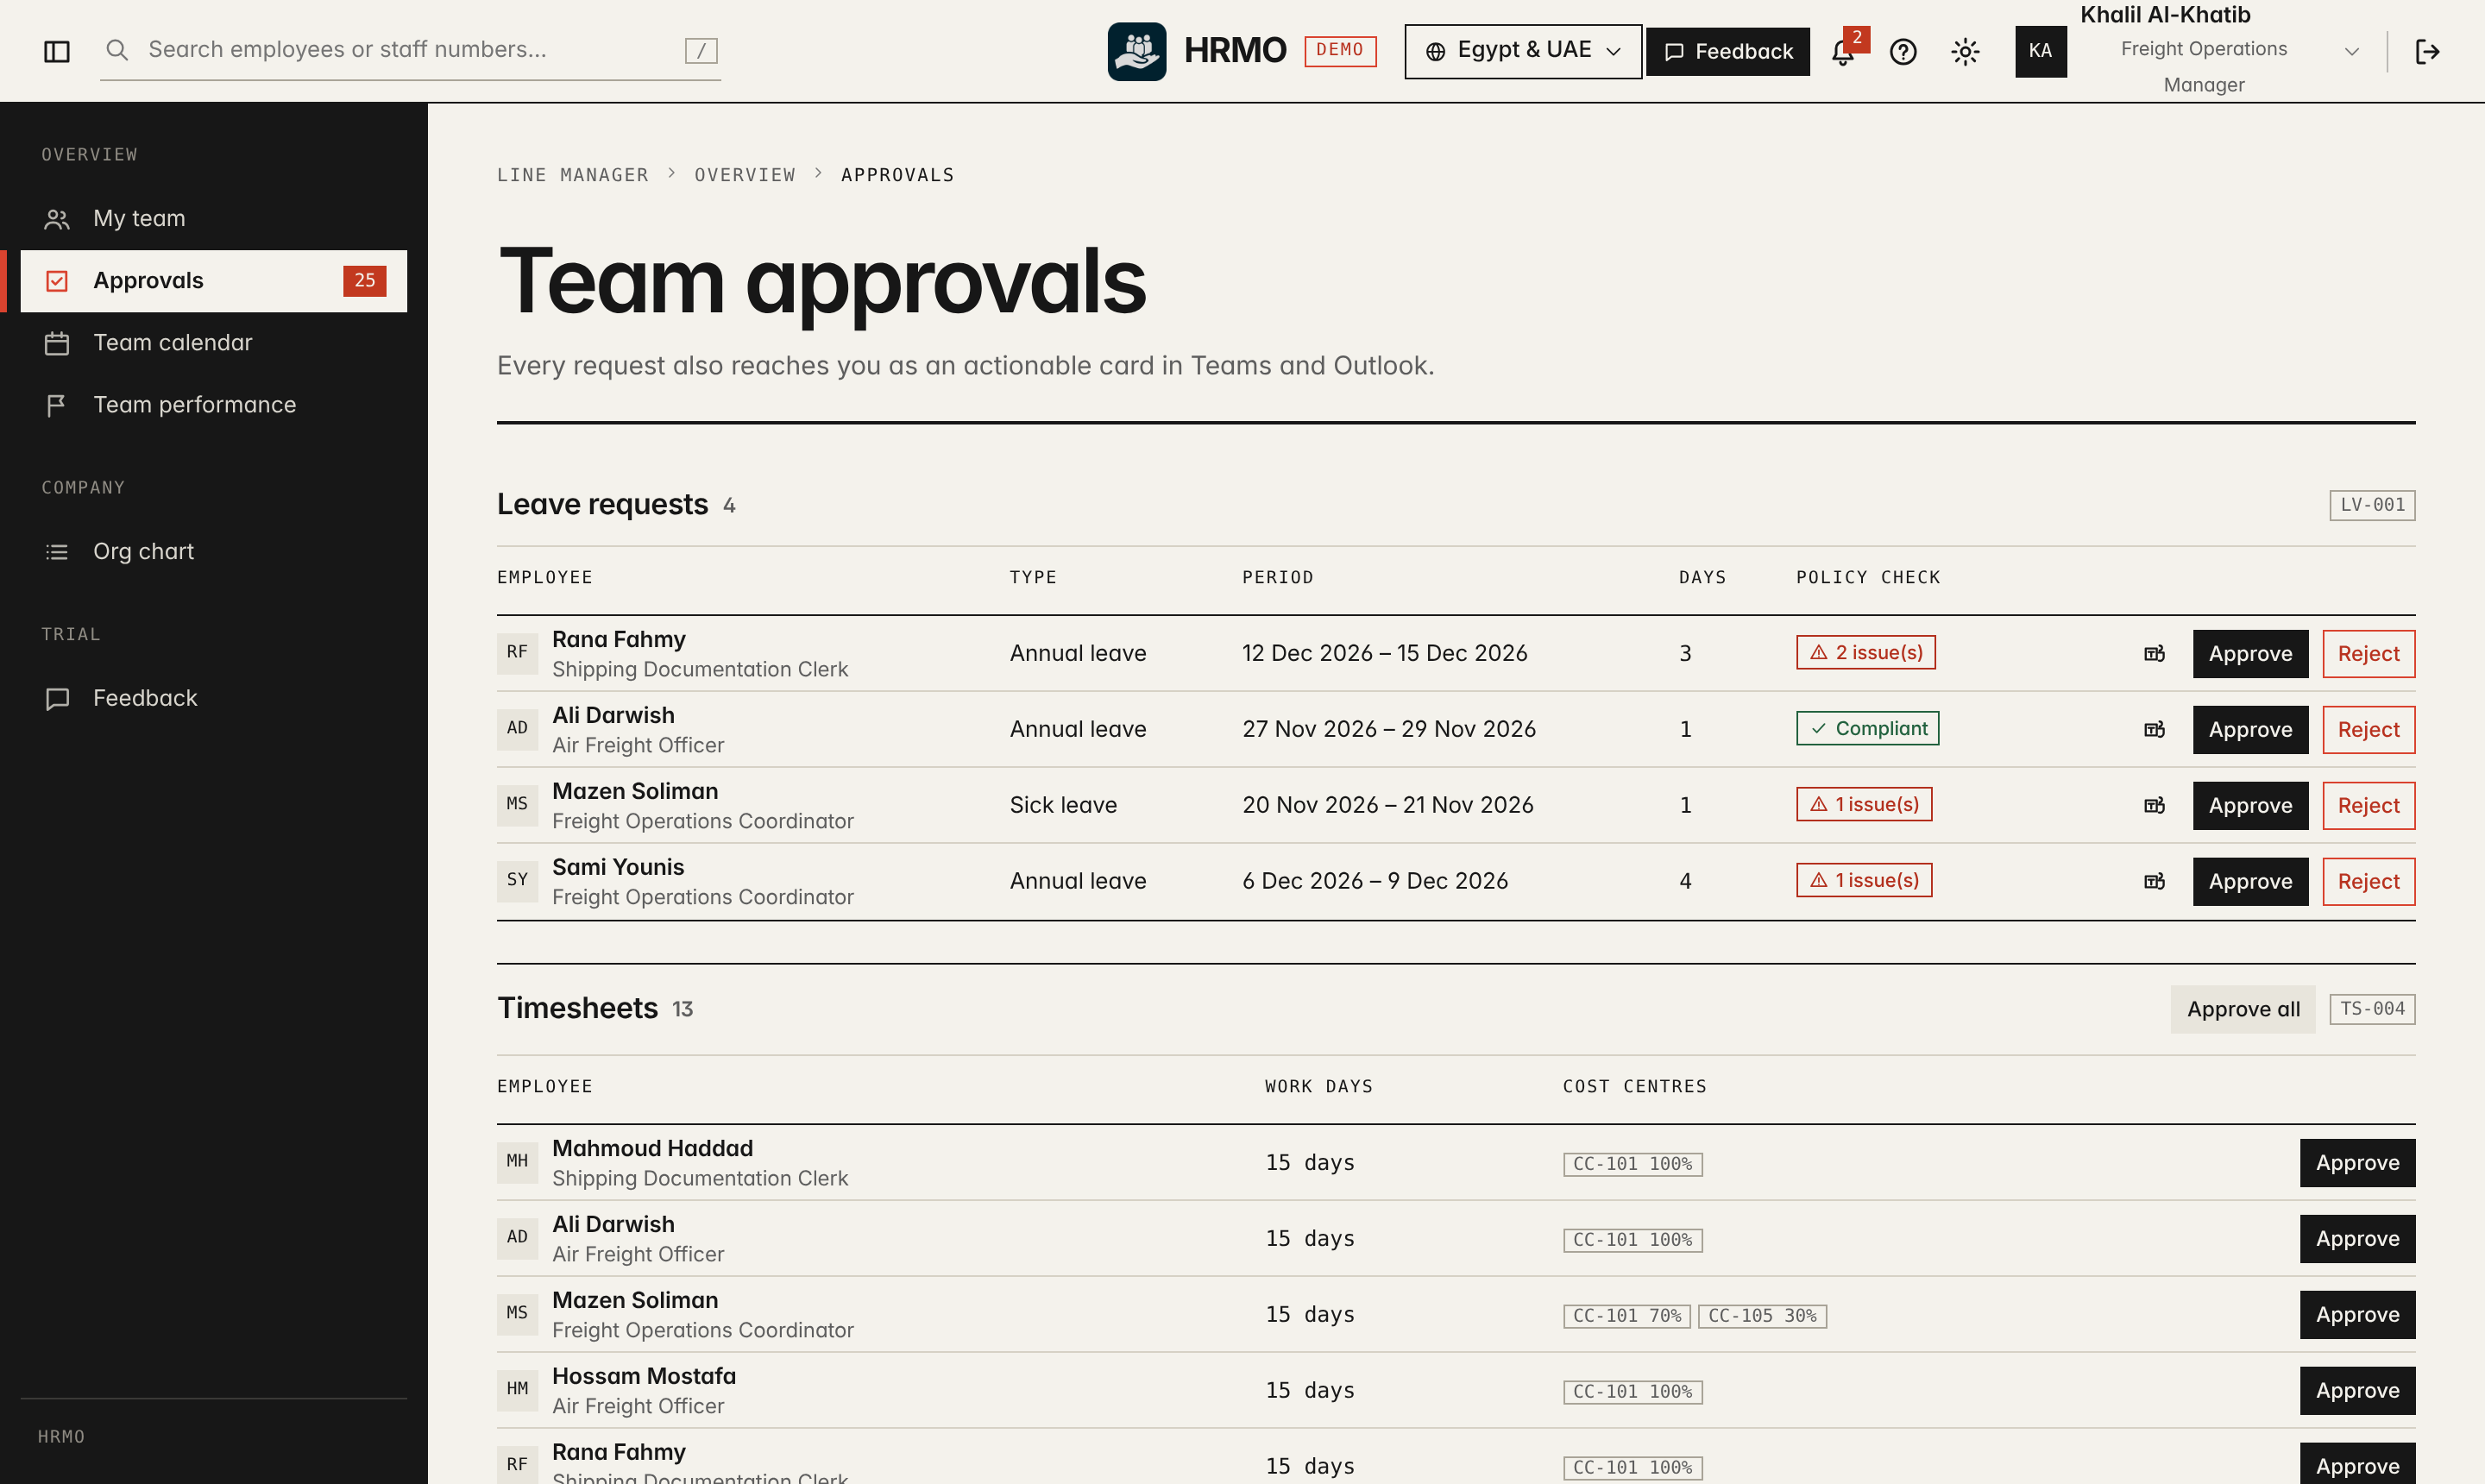 Search employees or staff numbers...
/
HRMO
DEMO
Egypt & UAE
Feedback
2
KA
Khalil Al-Khatib
Freight Operations
Manager
OVERVIEW
My team
Approvals
25
Team calendar
Team performance
COMPANY
Org chart
TRIAL
Feedback
HRMO
LINE MANAGER > OVERVIEW > APPROVALS
Team approvals
Every request also reaches you as an actionable card in Teams and Outlook.
Leave requests 4
LV-001
EMPLOYEE TYPE PERIOD DAYS POLICY CHECK
RF Rana Fahmy Annual leave 12 Dec 2026 – 15 Dec 2026 3 2 issue(s) Approve Reject
Shipping Documentation Clerk
AD Ali Darwish Annual leave 27 Nov 2026 – 29 Nov 2026 1 Compliant Approve Reject
Air Freight Officer
MS Mazen Soliman Sick leave 20 Nov 2026 – 21 Nov 2026 1 1 issue(s) Approve Reject
Freight Operations Coordinator
SY Sami Younis Annual leave 6 Dec 2026 – 9 Dec 2026 4 1 issue(s) Approve Reject
Freight Operations Coordinator
Timesheets 13
Approve all
TS-004
EMPLOYEE WORK DAYS COST CENTRES
MH Mahmoud Haddad 15 days CC-101 100% Approve
Shipping Documentation Clerk
AD Ali Darwish 15 days CC-101 100% Approve
Air Freight Officer
MS Mazen Soliman 15 days CC-101 70% CC-105 30% Approve
Freight Operations Coordinator
HM Hossam Mostafa 15 days CC-101 100% Approve
Air Freight Officer
RF Rana Fahmy 15 days CC-101 100% Approve
Shipping Documentation Clerk